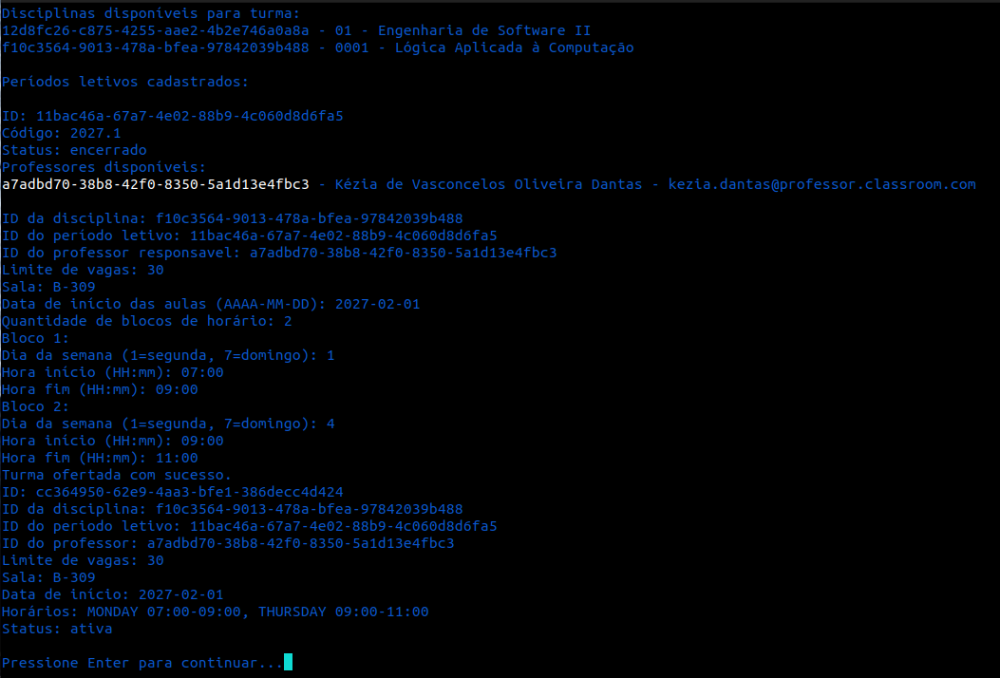 Disciplinas disponíveis para turma:
12d8fc26-c875-4255-aae2-4b2e746a0a8a - 01 - Engenharia de Software II
f10c3564-9013-478a-bfea-97842039b488 - 0001 - Lógica Aplicada à Computação
Períodos letivos cadastrados:
ID: 11bac46a-67a7-4e02-88b9-4c060d8d6fa5
Código: 2027.1
Status: encerrado
Professores disponíveis:
a7adbd70-38b8-42f0-8350-5a1d13e4fbc3 - Kézia de Vasconcelos Oliveira Dantas - kezia.dantas@professor.classroom.com
ID da disciplina: f10c3564-9013-478a-bfea-97842039b488
ID do período letivo: 11bac46a-67a7-4e02-88b9-4c060d8d6fa5
ID do professor responsavel: a7adbd70-38b8-42f0-8350-5a1d13e4fbc3
Limite de vagas: 30
Sala: B-309
Data de início das aulas (AAAA-MM-DD): 2027-02-01
Quantidade de blocos de horário: 2
Bloco 1:
Dia da semana (1=segunda, 7=domingo): 1
Hora inicio (HH:mm): 07:00
Hora fim (HH:mm): 09:00
Bloco 2:
Dia da semana (1=segunda, 7=domingo): 4
Hora inicio (HH:mm): 09:00
Hora fim (HH:mm): 11:00
Turma ofertada com sucesso.
ID: cc364950-62e9-4aa3-bfe1-386decc4d424
ID da disciplina: f10c3564-9013-478a-bfea-97842039b488
ID do periodo letivo: 11bac46a-67a7-4e02-88b9-4c060d8d6fa5
ID do professor: a7adbd70-38b8-42f0-8350-5a1d13e4fbc3
Limite de vagas: 30
Sala: B-309
Data de início: 2027-02-01
Horários: MONDAY 07:00-09:00, THURSDAY 09:00-11:00
Status: ativa
Pressione Enter para continuar...